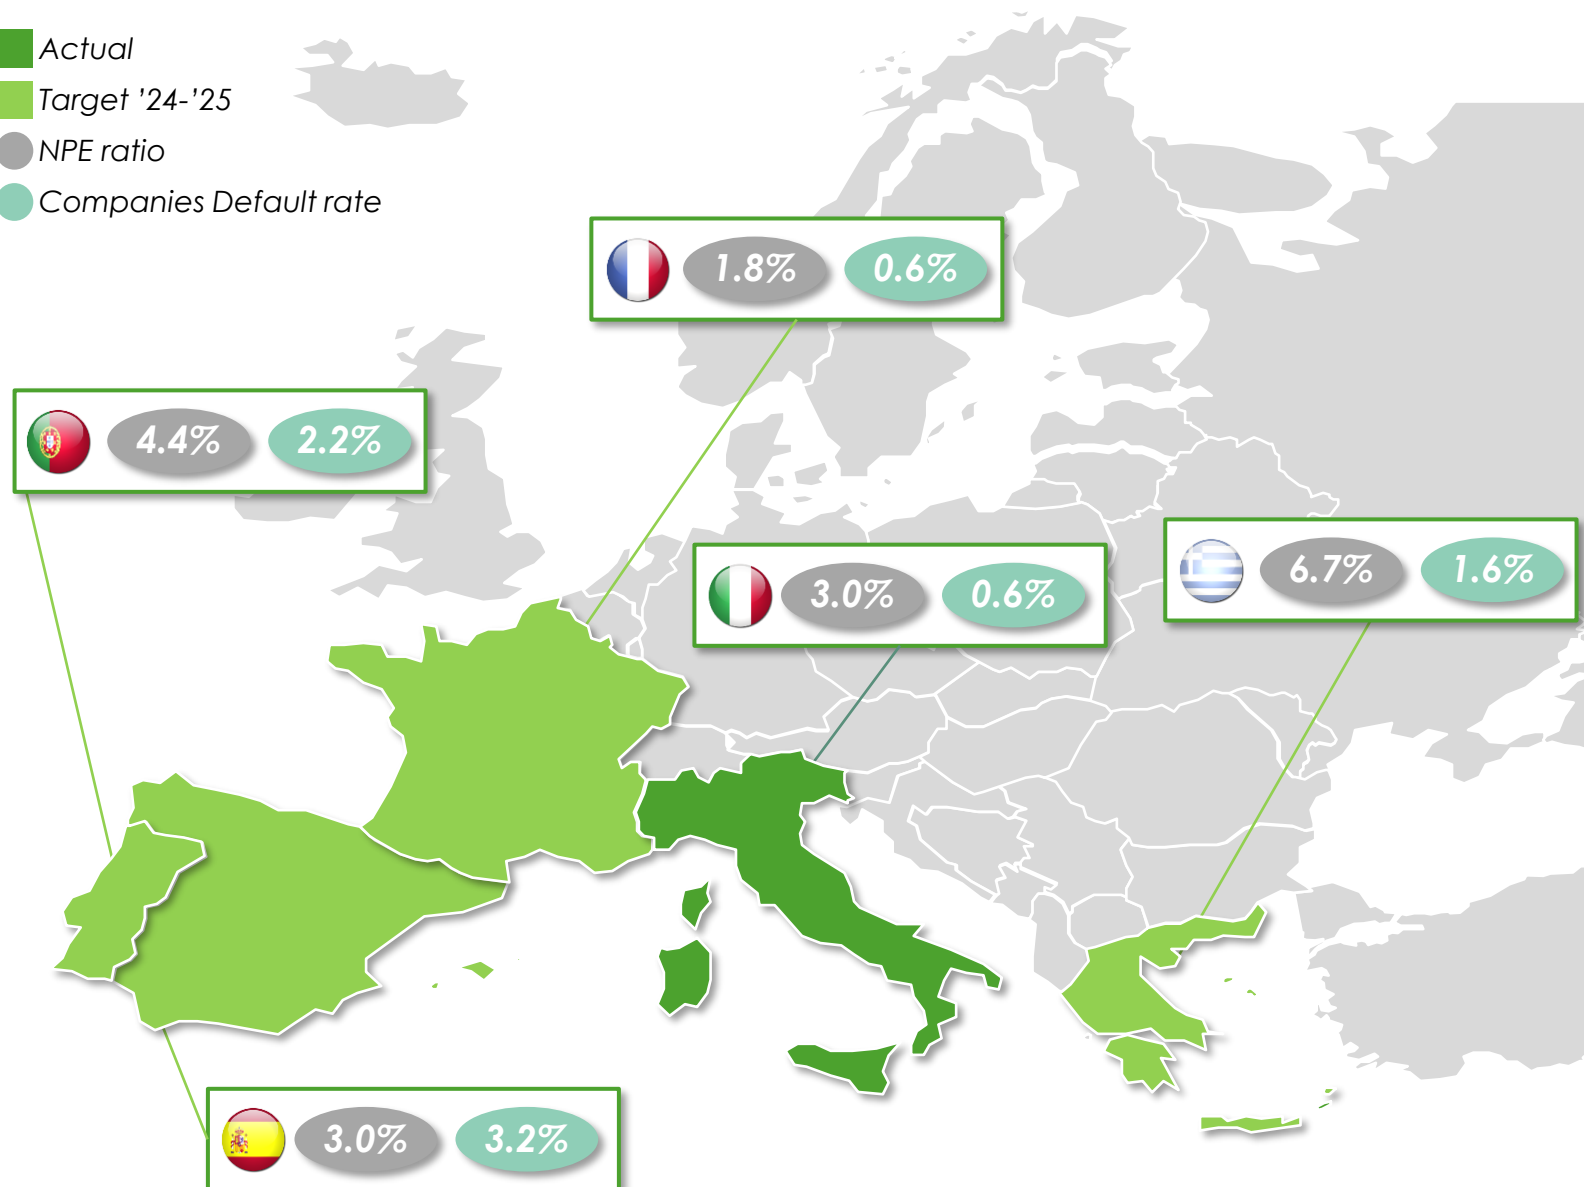 Actual
Target ’24-’25
NPE ratio
Companies Default rate
1.8% 0.6%
4.4% 2.2%
6.7% 1.6%
3.0% 0.6%
3.0% 3.2%